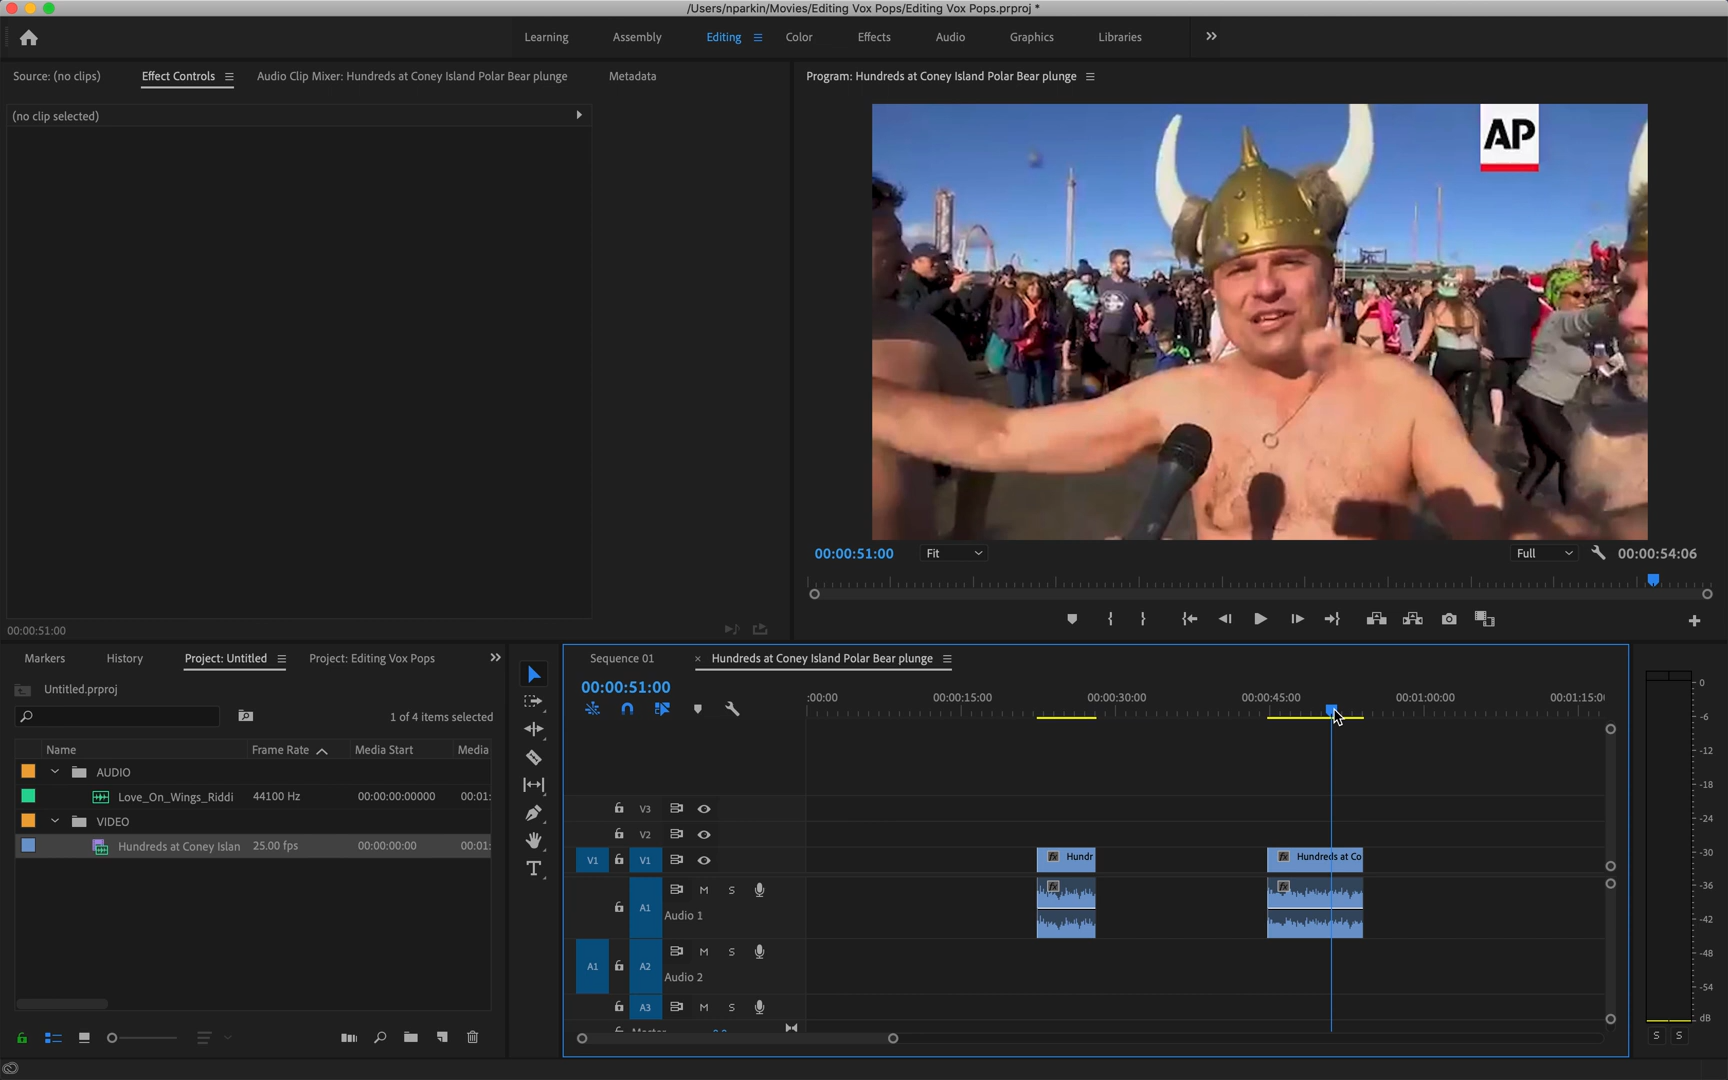 /Users/nparkin/Movies/Editing Vox Pops/Editing Vox Pops.prproj *
Learning Assembly Editing Color Effects Audio Graphics Libraries
Source: (no clips) Effect Controls Audio Clip Mixer: Hundreds at Coney Island Polar Bear plunge Metadata
Program: Hundreds at Coney Island Polar Bear plunge
(no clip selected)
AP
00:00:51:00 Fit Full 00:00:54:06
00:00:51:00
Markers History Project: Untitled Project: Editing Vox Pops
Untitled.prproj
1 of 4 items selected
Name Frame Rate Media Start Media
AUDIO
Love_On_Wings_Riddi 44100 Hz 00:00:00:00000 00:01:
VIDEO
Hundreds at Coney Islan 25.00 fps 00:00:00:00 00:01:
Sequence 01 × Hundreds at Coney Island Polar Bear plunge
00:00:51:00
:00:00 00:00:15:00 00:00:30:00 00:00:45:00 00:01:00:00 00:01:15:0
V3
V2
V1 V1 fx Hundr fx Hundreds at Co
A1 M S fx fx
Audio 1
A1 A2 M S
Audio 2
A3 M S
0
-6
-12
-18
-24
-30
-36
-42
-48
-54
dB
S S